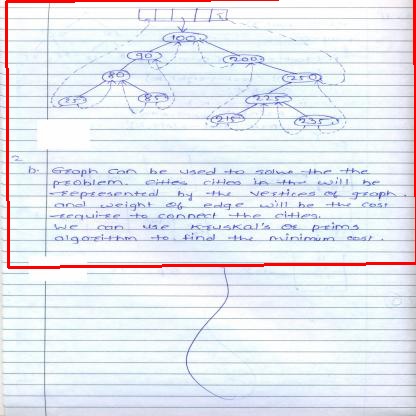 100
90
200
80
250
75
85
225
215
235
2
b. Graph can be used to solve the the
problem. Cities cities in the will be
represented by the vertices of graph.
and weight of edge will be the cost
require to connect the cities.
We can use Kruskal's or prims
algorithm to find the minimum cost.